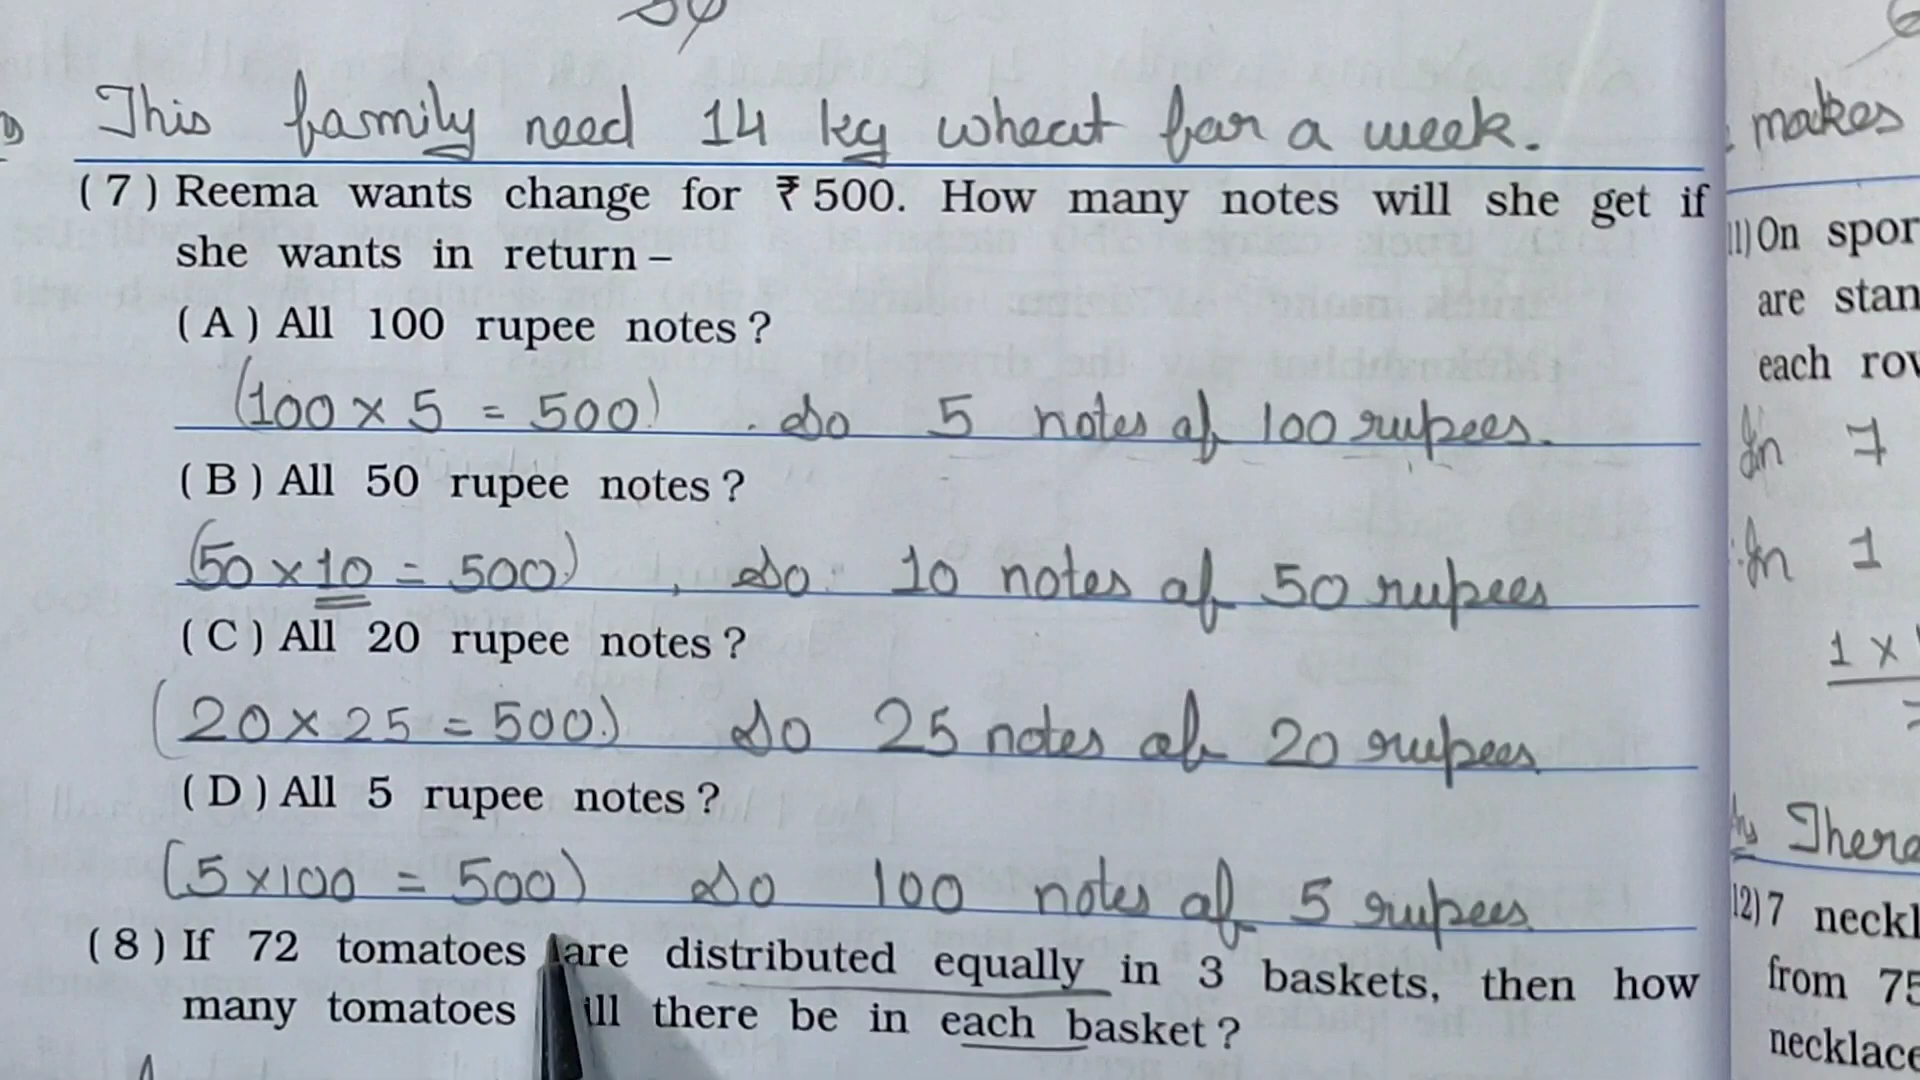 This family need 14 kg wheat for a week.
(7) Reema wants change for ₹500. How many notes will she get if
she wants in return –
(A) All 100 rupee notes?
(100 × 5 = 500) . So 5 notes of 100 rupees.
(B) All 50 rupee notes?
(50 × 10 = 500) , So 10 notes of 50 rupees
(C) All 20 rupee notes?
(20 × 25 = 500.) So 25 notes of 20 rupees
(D) All 5 rupee notes?
(5 × 100 = 500) So 100 notes of 5 rupees.
(8) If 72 tomatoes are distributed equally in 3 baskets, then how
many tomatoes ill there be in each basket?
makes
11) On spor
are stan
each row
In 7
In 1
1 ×
Ans There
12) 7 neckl
from 75
necklace